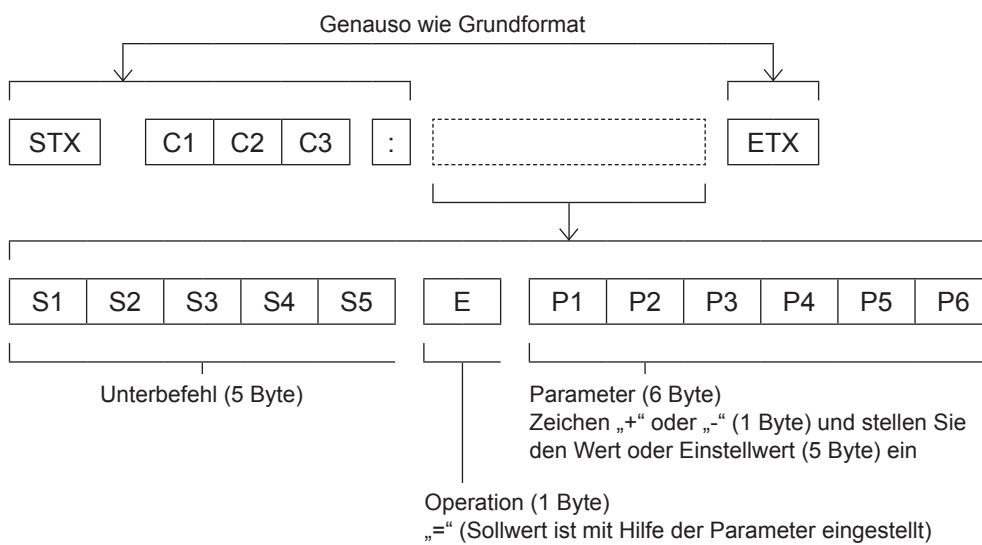 Genauso wie Grundformat
STX C1 C2 C3 : ETX
S1 S2 S3 S4 S5 E P1 P2 P3 P4 P5 P6
Unterbefehl (5 Byte)
Parameter (6 Byte)
Zeichen „+“ oder „-“ (1 Byte) und stellen Sie
den Wert oder Einstellwert (5 Byte) ein
Operation (1 Byte)
„=“ (Sollwert ist mit Hilfe der Parameter eingestellt)